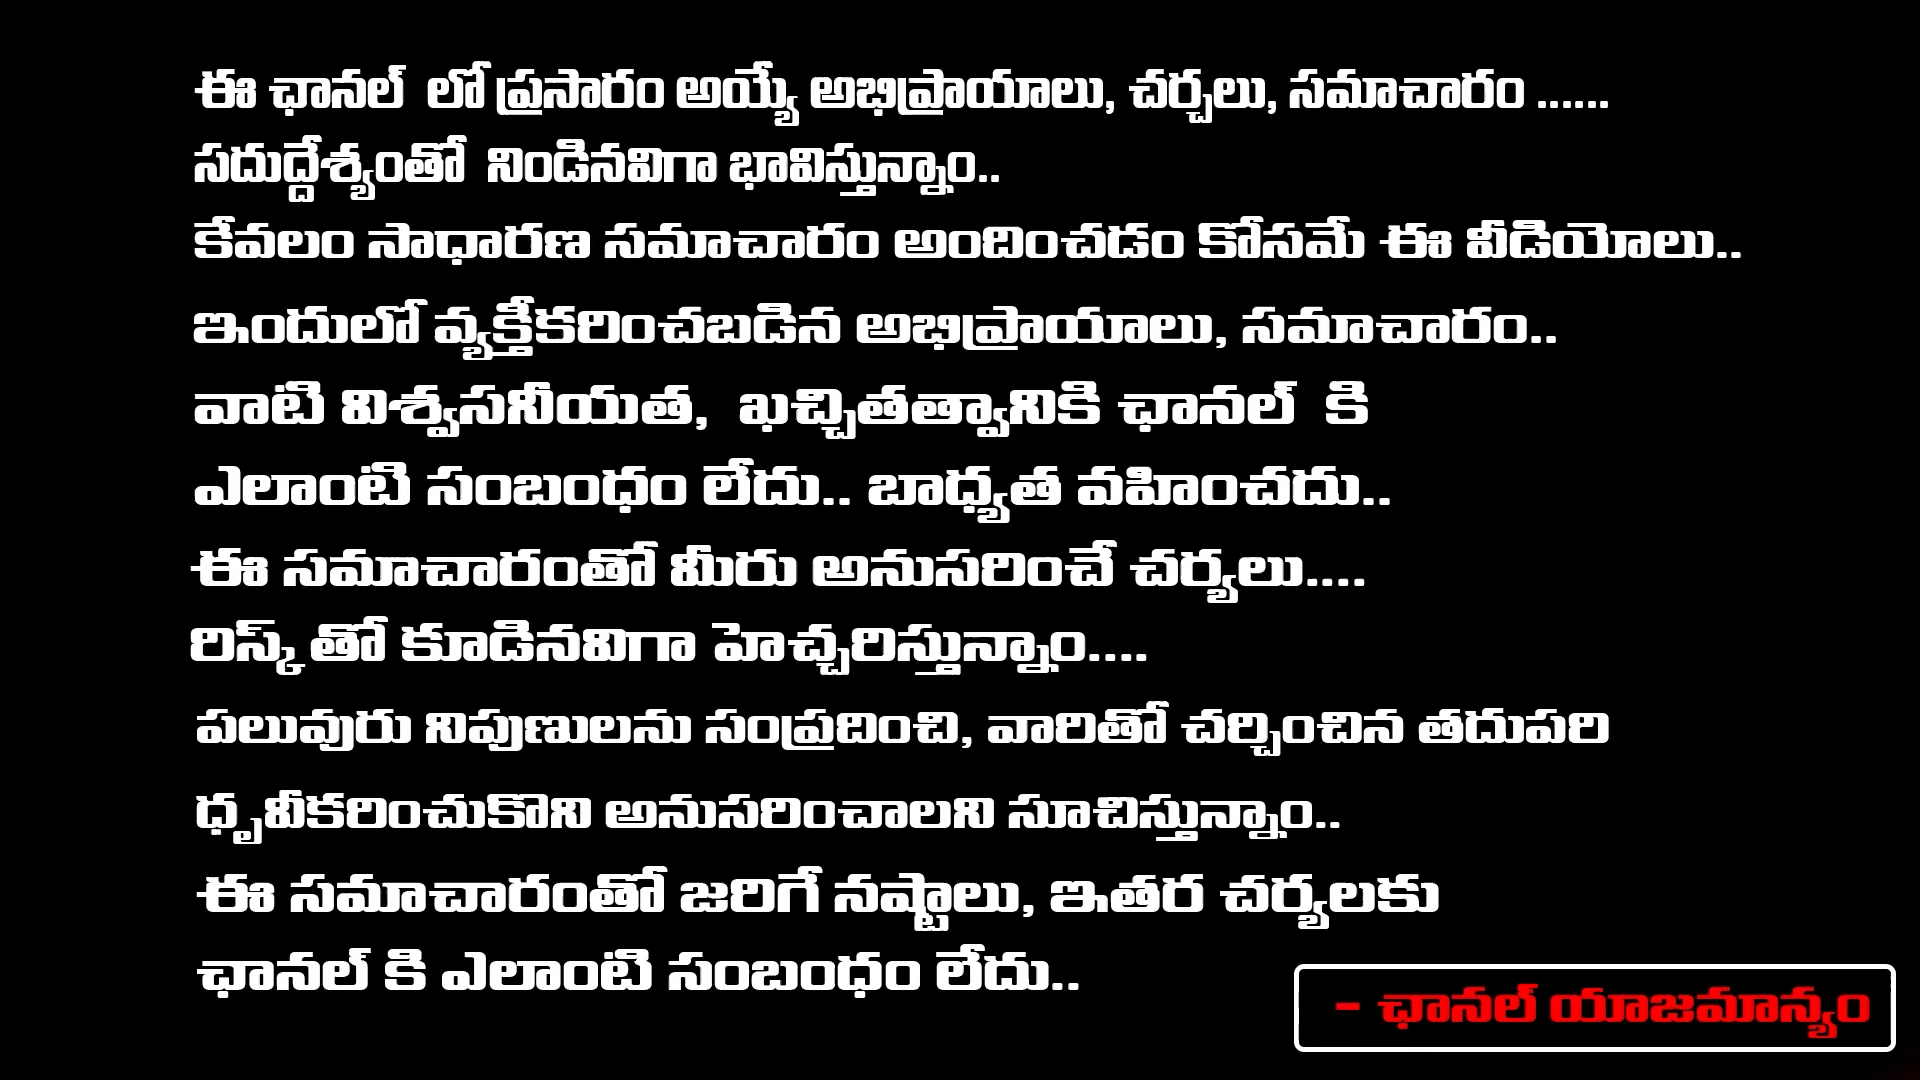 ఈ ఛానల్ లో ప్రసారం అయ్యే అభిప్రాయాలు, చర్చలు, సమాచారం ......
సదుద్దేశ్యంతో నిండినవిగా భావిస్తున్నాం..
కేవలం సాధారణ సమాచారం అందించడం కోసమే ఈ వీడియోలు..
ఇందులో వ్యక్తీకరించబడిన అభిప్రాయాలు, సమాచారం..
వాటి విశ్వసనీయత, ఖచ్చితత్వానికి ఛానల్ కి
ఎలాంటి సంబంధం లేదు.. బాధ్యత వహించదు..
ఈ సమాచారంతో మీరు అనుసరించే చర్యలు....
రిస్క్ తో కూడినవిగా హెచ్చరిస్తున్నాం....
పలువురు నిపుణులను సంప్రదించి, వారితో చర్చించిన తదుపరి
ధృవీకరించుకొని అనుసరించాలని సూచిస్తున్నాం..
ఈ సమాచారంతో జరిగే నష్టాలు, ఇతర చర్యలకు
ఛానల్ కి ఎలాంటి సంబంధం లేదు..
- ఛానల్ యాజమాన్యం